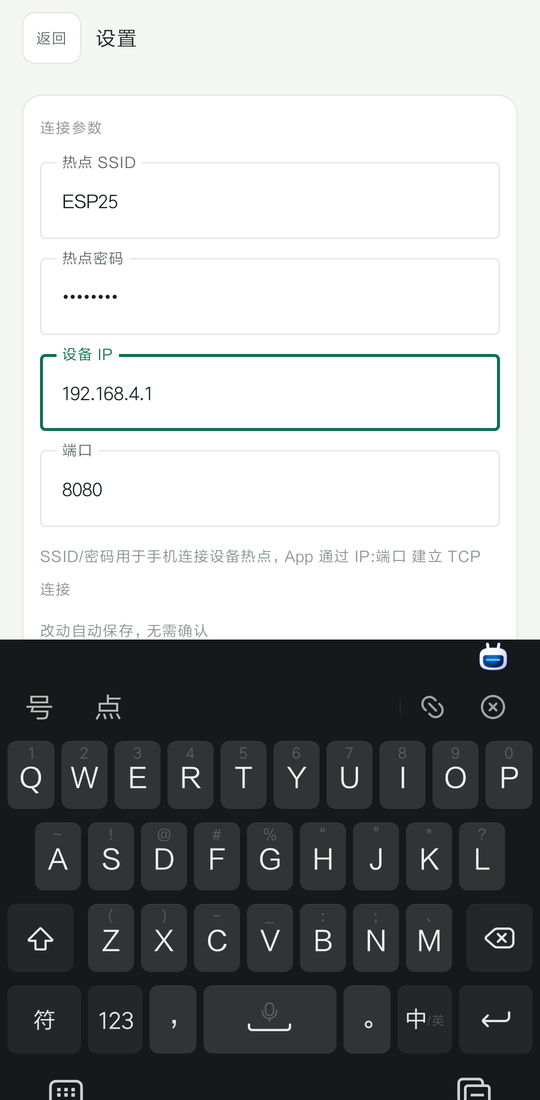 返回 设置
连接参数
热点 SSID
ESP25
热点密码
••••••••
设备 IP
192.168.4.1
端口
8080
SSID/密码用于手机连接设备热点，App 通过 IP:端口 建立 TCP
连接
改动自动保存，无需确认
号 点
1 2 3 4 5 6 7 8 9 0
Q W E R T Y U I O P
~ ! @ # % “ ” * ?
A S D F G H J K L
( ) - _ : ; 、
Z X C V B N M
符 123 ， 。 中/英